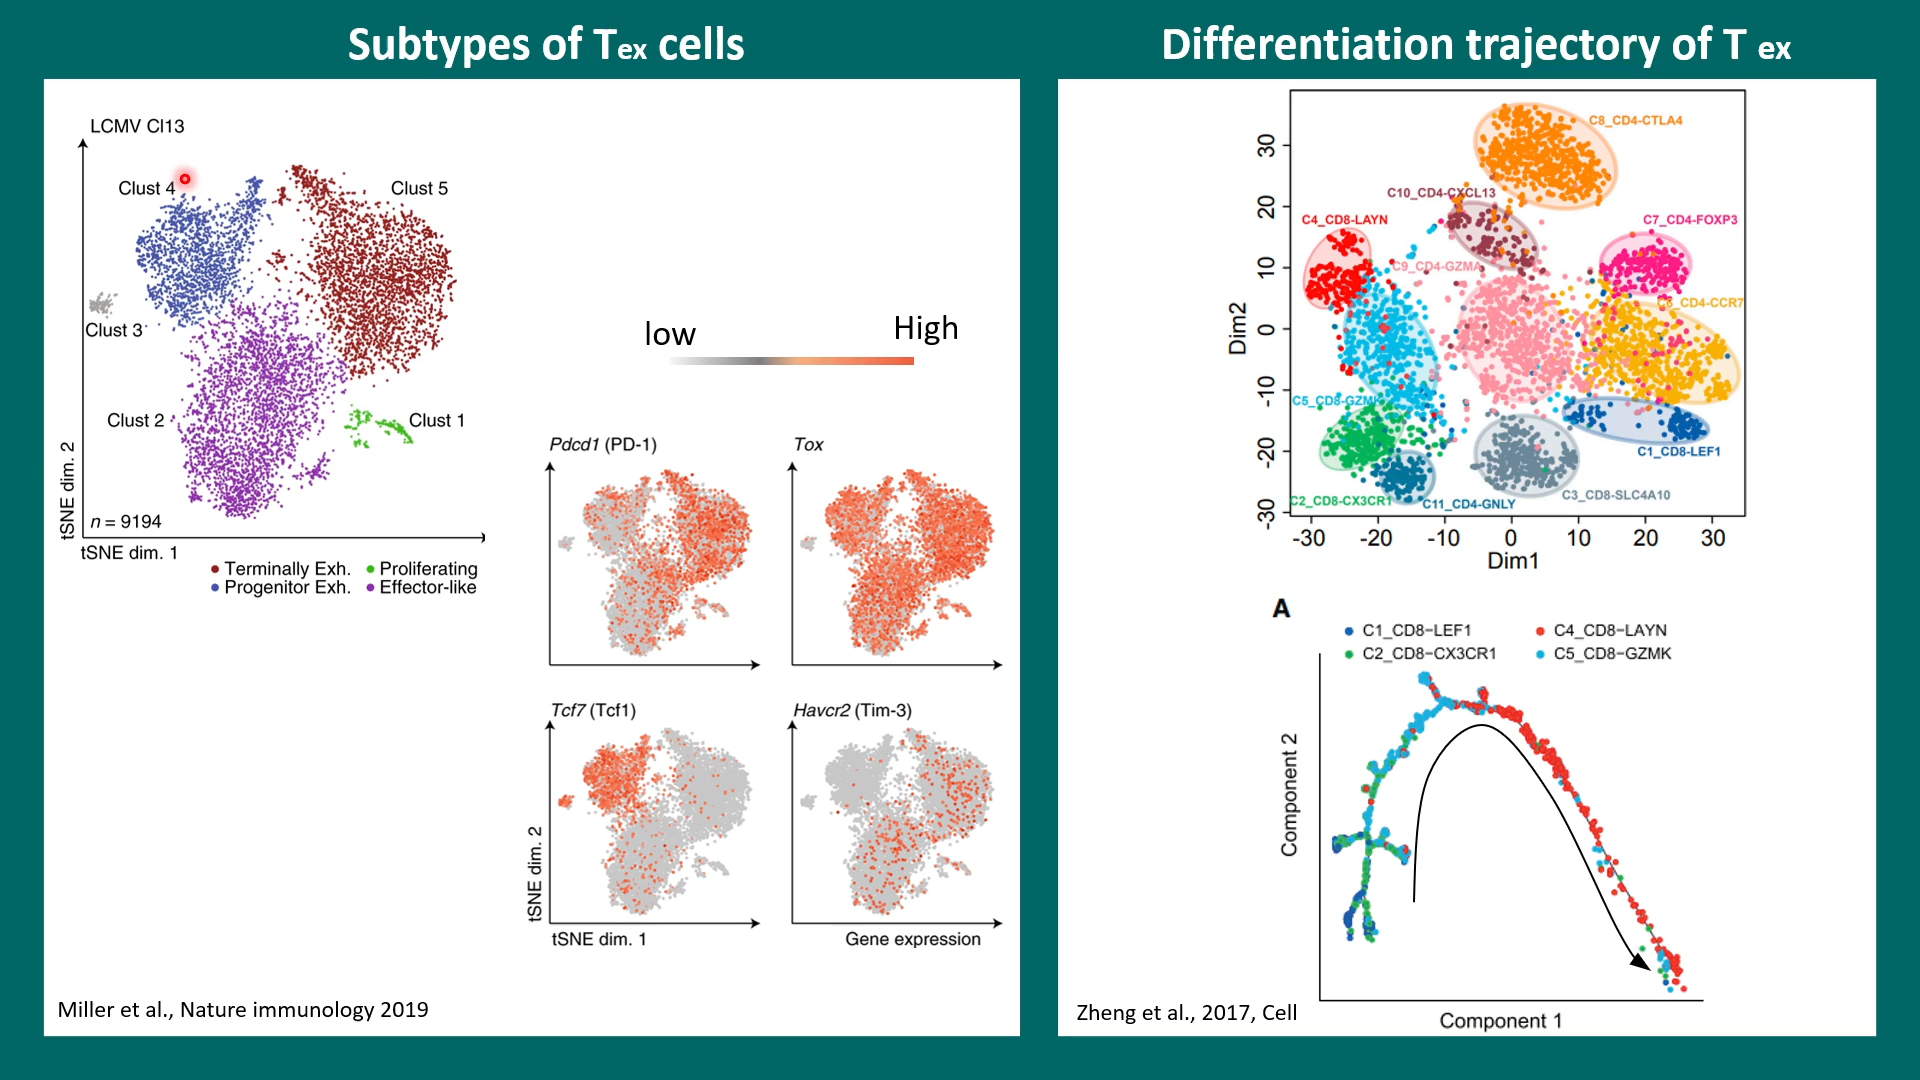 Subtypes of Tex cells
LCMV Cl13
Clust 4
Clust 5
Clust 3
Clust 2
Clust 1
n = 9194
tSNE dim. 2
tSNE dim. 1
Terminally Exh.
Proliferating
Progenitor Exh.
Effector-like
low
High
Pdcd1 (PD-1)
Tox
Tcf7 (Tcf1)
Havcr2 (Tim-3)
tSNE dim. 2
tSNE dim. 1
Gene expression
Miller et al., Nature immunology 2019
Differentiation trajectory of T ex
C8_CD4-CTLA4
C10_CD4-CXCL13
C4_CD8-LAYN
C7_CD4-FOXP3
C9_CD4-GZMA
C6_CD4-CCR7
C5_CD8-GZMK
C1_CD8-LEF1
C3_CD8-SLC4A10
C2_CD8-CX3CR1
C11_CD4-GNLY
30
20
10
0
-10
-20
-30
Dim2
-30 -20 -10 0 10 20 30
Dim1
A
C1_CD8-LEF1 C4_CD8-LAYN
C2_CD8-CX3CR1 C5_CD8-GZMK
Component 2
Component 1
Zheng et al., 2017, Cell